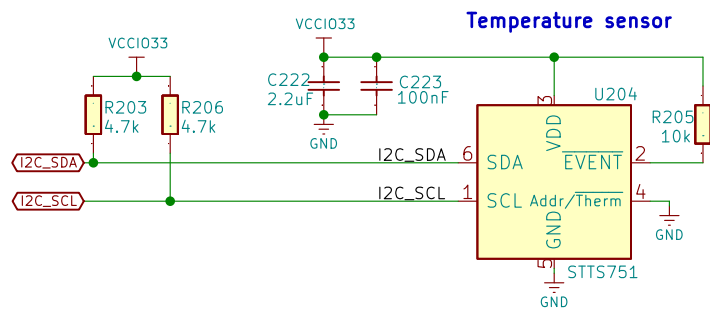 Temperature sensor
VCCIO33
VCCIO33
C222
2.2uF
C223
100nF
U204
R203
4.7k
R206
4.7k
R205
10k
GND
3
VDD
I2C_SDA
I2C_SDA
6
SDA
EVENT
2
I2C_SCL
I2C_SCL
1
SCL
Addr/Therm
4
GND
GND
5
STTS751
GND